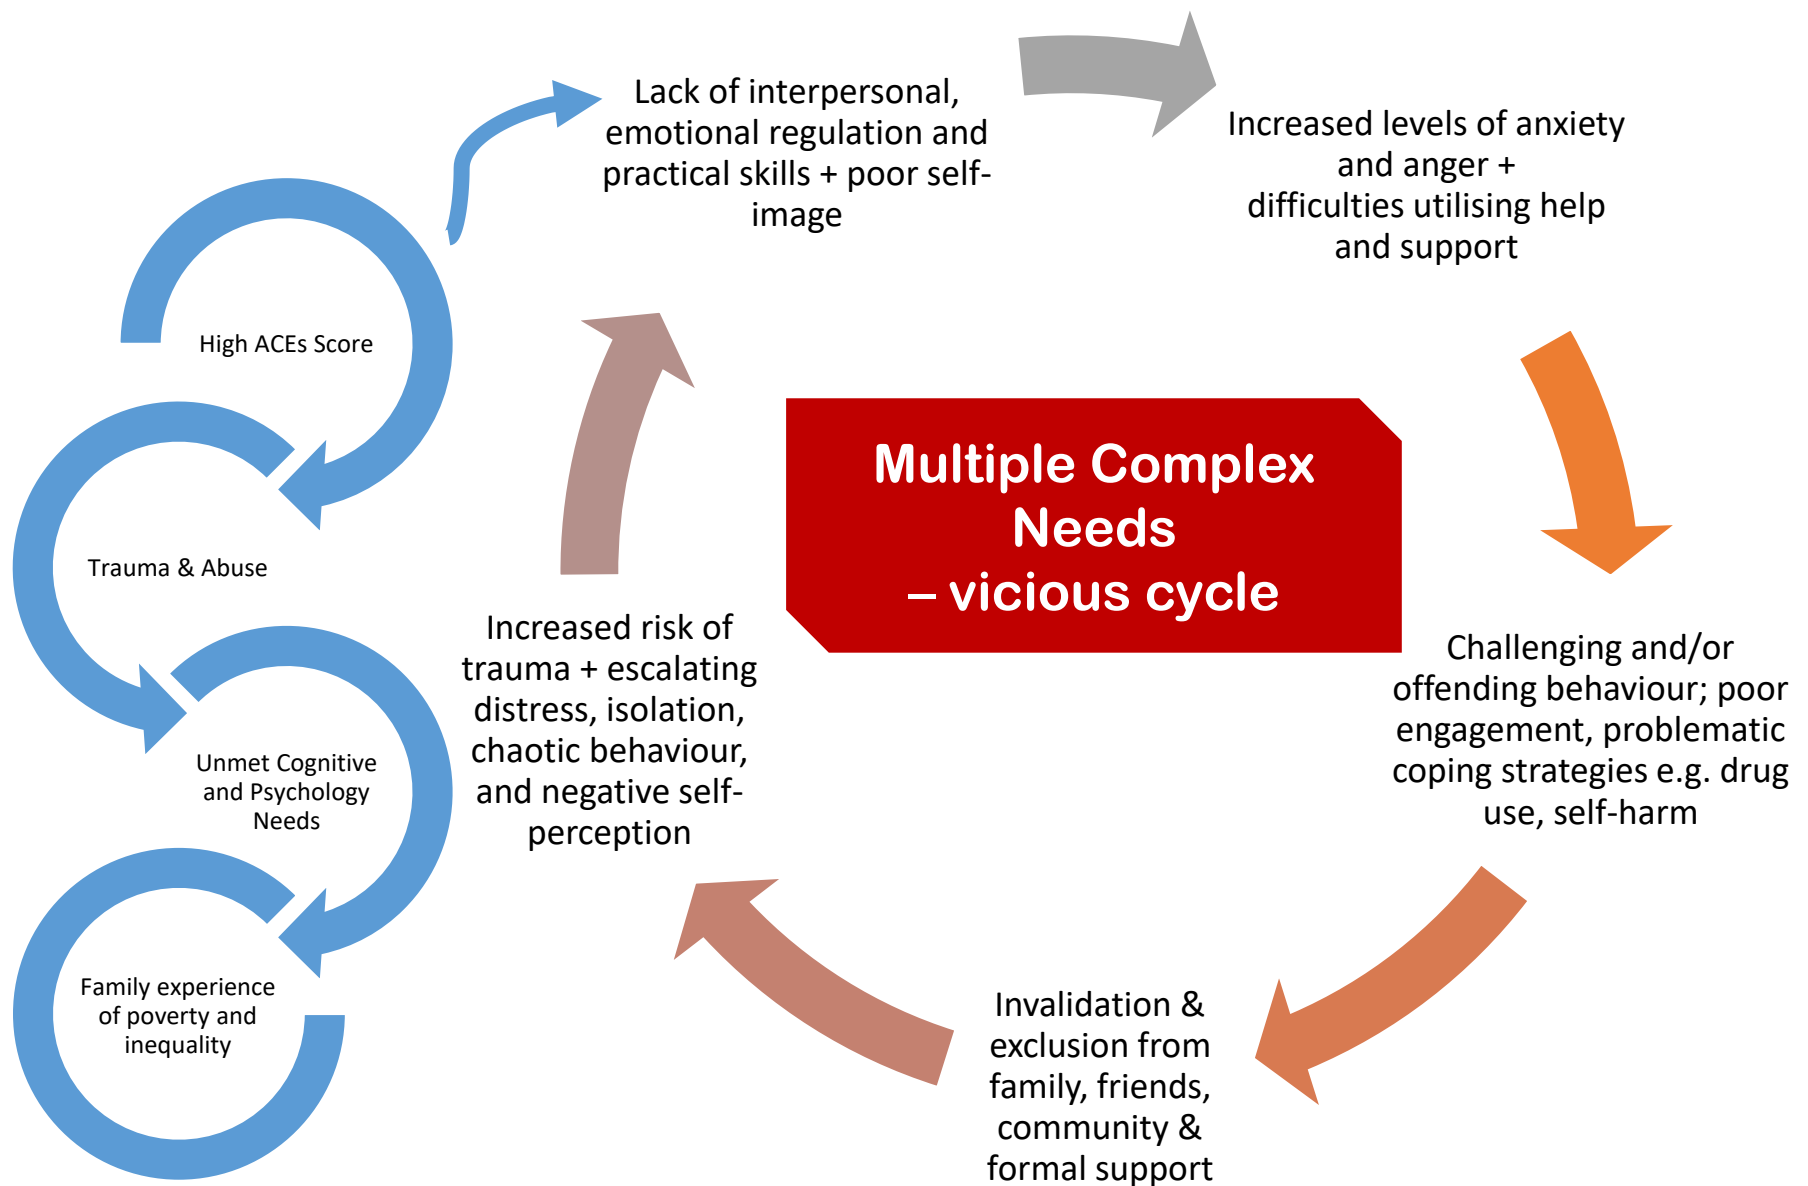 Lack of interpersonal,
emotional regulation and
practical skills + poor self-
image
Increased levels of anxiety
and anger +
difficulties utilising help
and support
High ACEs Score
Trauma & Abuse
Unmet Cognitive
and Psychology
Needs
Family experience
of poverty and
inequality
Multiple Complex
Needs
– vicious cycle
Increased risk of
trauma + escalating
distress, isolation,
chaotic behaviour,
and negative self-
perception
Challenging and/or
offending behaviour; poor
engagement, problematic
coping strategies e.g. drug
use, self-harm
Invalidation &
exclusion from
family, friends,
community &
formal support